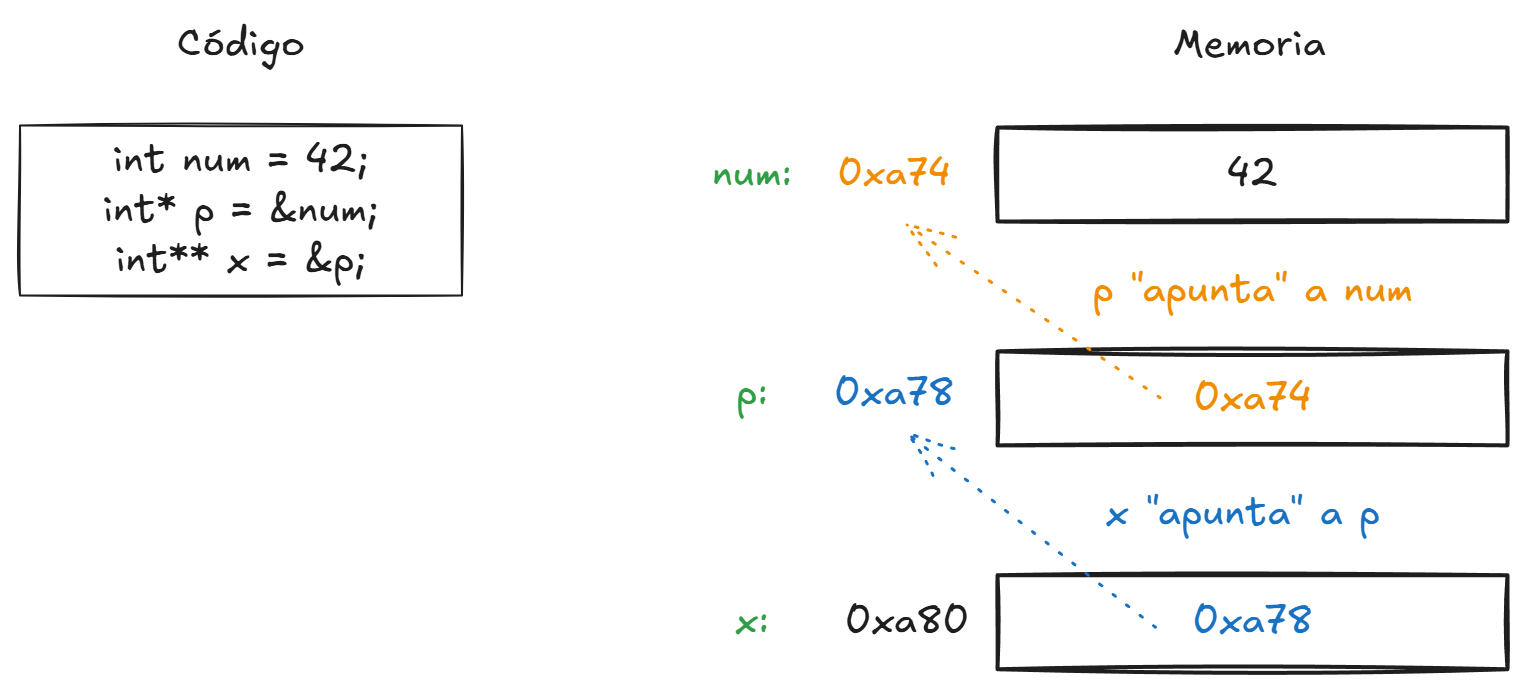 Código
int num = 42;
int* p = &num;
int** x = &p;
Memoria
num: 0xa74 42
p "apunta" a num
p: 0xa78 0xa74
x "apunta" a p
x: 0xa80 0xa78